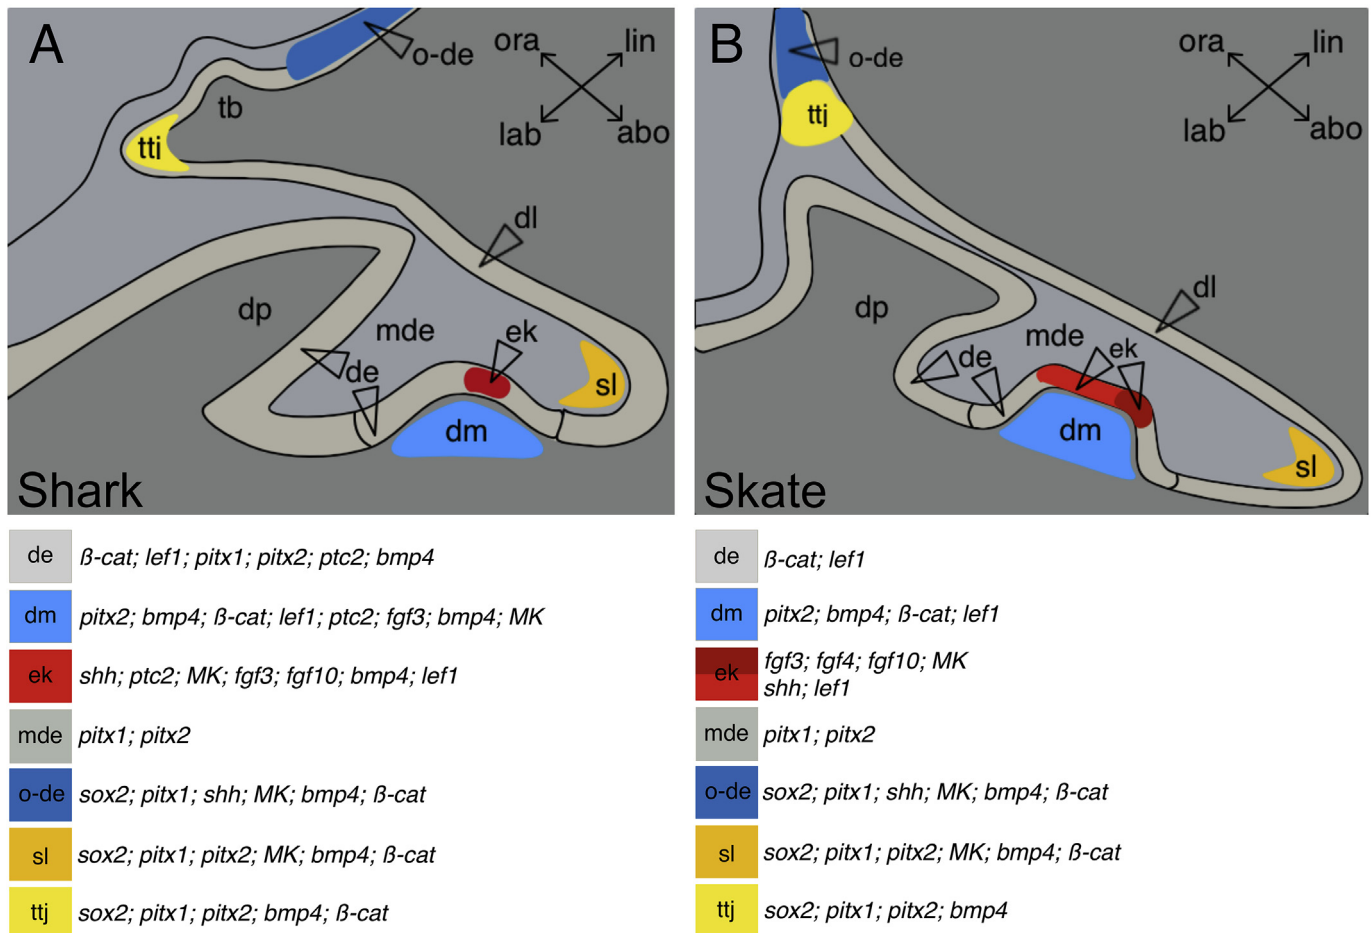 A
o-de
ora
lin
lab
abo
tb
ttj
dl
dp
mde
ek
de
sl
dm
Shark
B
o-de
ora
lin
lab
abo
ttj
dl
dp
mde
ek
de
dm
sl
Skate
de ß-cat; lef1; pitx1; pitx2; ptc2; bmp4
dm pitx2; bmp4; ß-cat; lef1; ptc2; fgf3; bmp4; MK
ek shh; ptc2; MK; fgf3; fgf10; bmp4; lef1
mde pitx1; pitx2
o-de sox2; pitx1; shh; MK; bmp4; ß-cat
sl sox2; pitx1; pitx2; MK; bmp4; ß-cat
ttj sox2; pitx1; pitx2; bmp4; ß-cat
de ß-cat; lef1
dm pitx2; bmp4; ß-cat; lef1
ek fgf3; fgf4; fgf10; MK
shh; lef1
mde pitx1; pitx2
o-de sox2; pitx1; shh; MK; bmp4; ß-cat
sl sox2; pitx1; pitx2; MK; bmp4; ß-cat
ttj sox2; pitx1; pitx2; bmp4